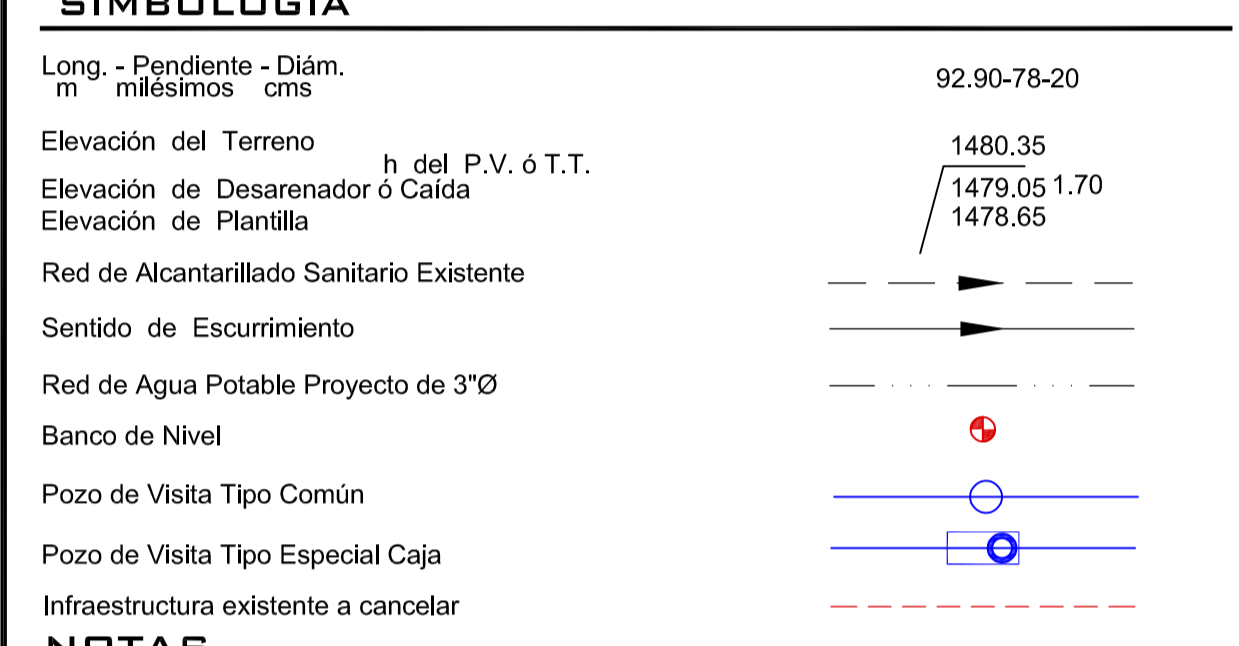 SIMBOLOGIA
Long. - Pendiente - Diám.
m milésimos cms
92.90-78-20
Elevación del Terreno
1480.35
h del P.V. ó T.T.
Elevación de Desarenador ó Caída
1479.05 1.70
Elevación de Plantilla
1478.65
Red de Alcantarillado Sanitario Existente
Sentido de Escurrimiento
Red de Agua Potable Proyecto de 3"Ø
Banco de Nivel
Pozo de Visita Tipo Común
Pozo de Visita Tipo Especial Caja
Infraestructura existente a cancelar
NOTAS